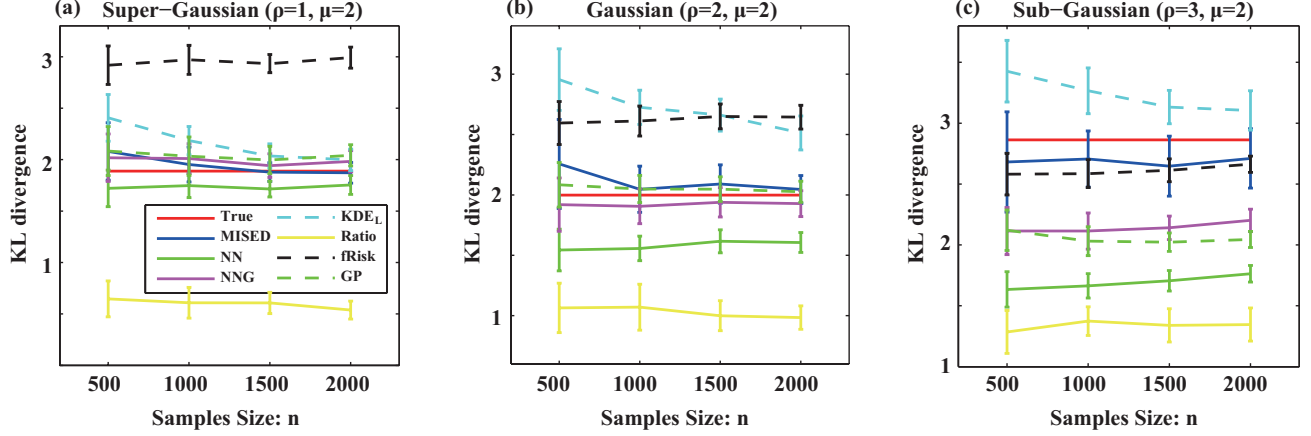 (a) Super−Gaussian (ρ=1, μ=2)
KL divergence
3
2
1
True
MISED
NN
NNG
KDE_L
Ratio
fRisk
GP
500 1000 1500 2000
Samples Size: n
(b) Gaussian (ρ=2, μ=2)
KL divergence
3
2
1
500 1000 1500 2000
Samples Size: n
(c) Sub−Gaussian (ρ=3, μ=2)
KL divergence
3
2
1
500 1000 1500 2000
Samples Size: n